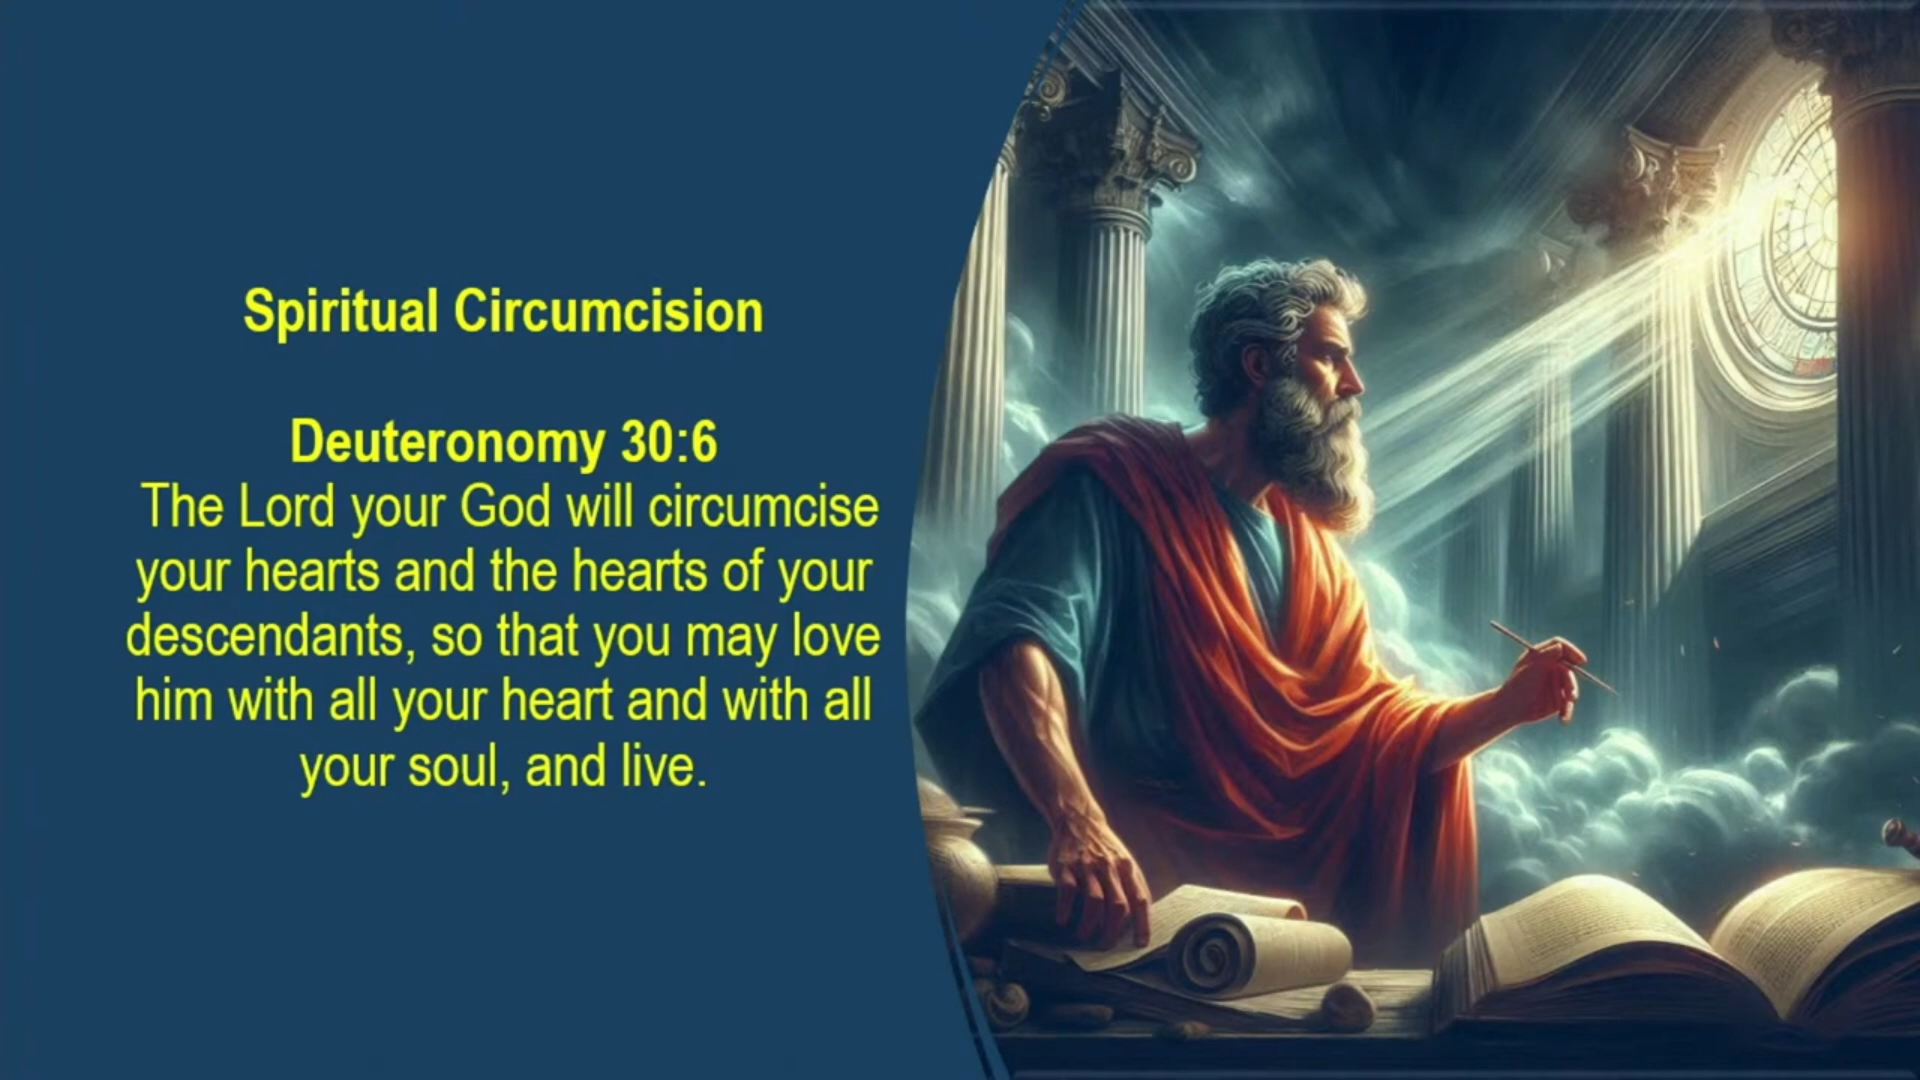 Spiritual Circumcision
Deuteronomy 30:6
The Lord your God will circumcise
your hearts and the hearts of your
descendants, so that you may love
him with all your heart and with all
your soul, and live.